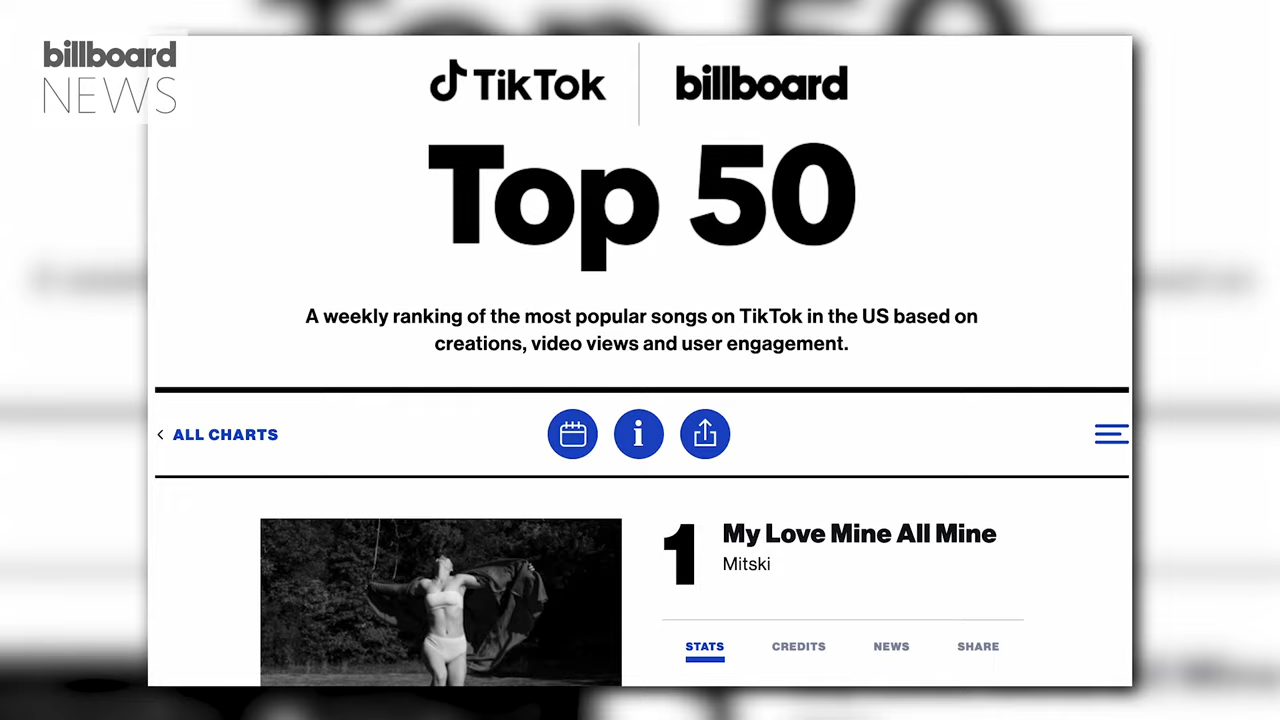 billboard
NEWS
TikTok
billboard
Top 50
A weekly ranking of the most popular songs on TikTok in the US based on
creations, video views and user engagement.
ALL CHARTS
1
My Love Mine All Mine
Mitski
STATS
CREDITS
NEWS
SHARE